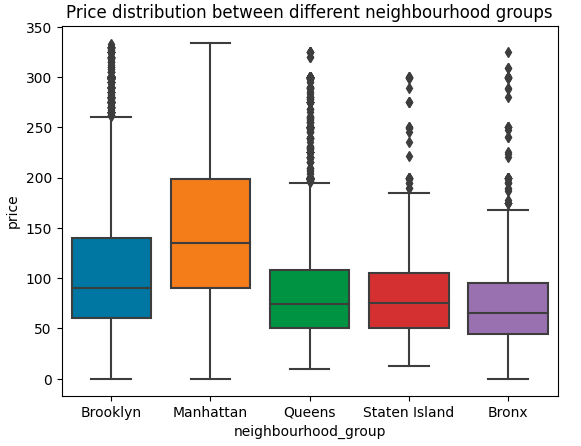 Price distribution between different neighbourhood groups
350
300
250
200
150
100
50
0
price
Brooklyn Manhattan Queens Staten Island Bronx
neighbourhood_group